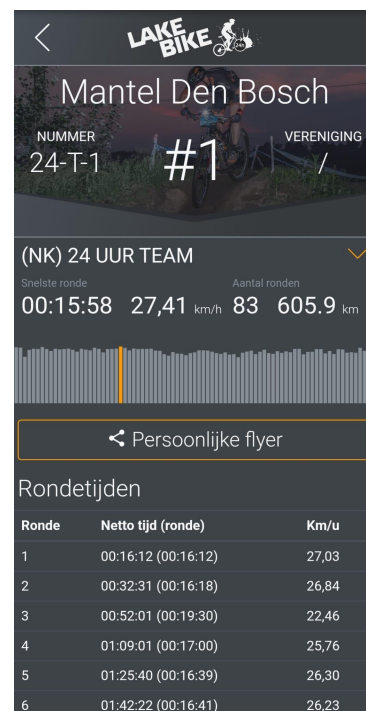 LAKE
BIKE
Mantel Den Bosch
NUMMER
24-T-1
#1
VERENIGING
/
(NK) 24 UUR TEAM
Snelste ronde
Aantal ronden
00:15:58 27,41 km/h 83 605.9 km
Persoonlijke flyer
Rondetijden
Ronde Netto tijd (ronde) Km/u
1 00:16:12 (00:16:12) 27,03
2 00:32:31 (00:16:18) 26,84
3 00:52:01 (00:19:30) 22,46
4 01:09:01 (00:17:00) 25,76
5 01:25:40 (00:16:39) 26,30
6 01:42:22 (00:16:41) 26,23